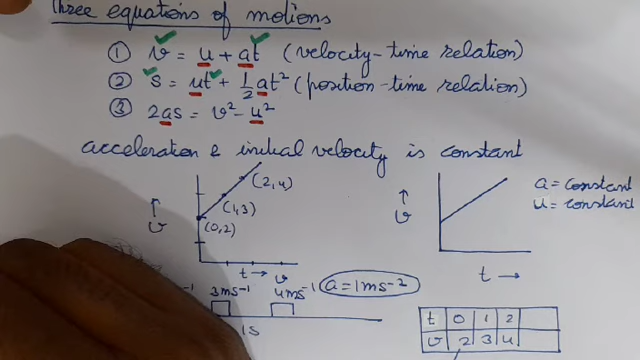 Three equations of motions
① v = u + at (velocity-time relation)
② s = ut + 1/2 at² (position-time relation)
③ 2as = v² - u²
acceleration & initial velocity is constant
(2,4)
(1,3)
(0,2)
↑
v
t → v
↑
v
t →
a = constant
u = constant
3ms⁻¹ 4ms⁻¹ a = 1ms⁻²
1s
t 0 1 2
v 2 3 4